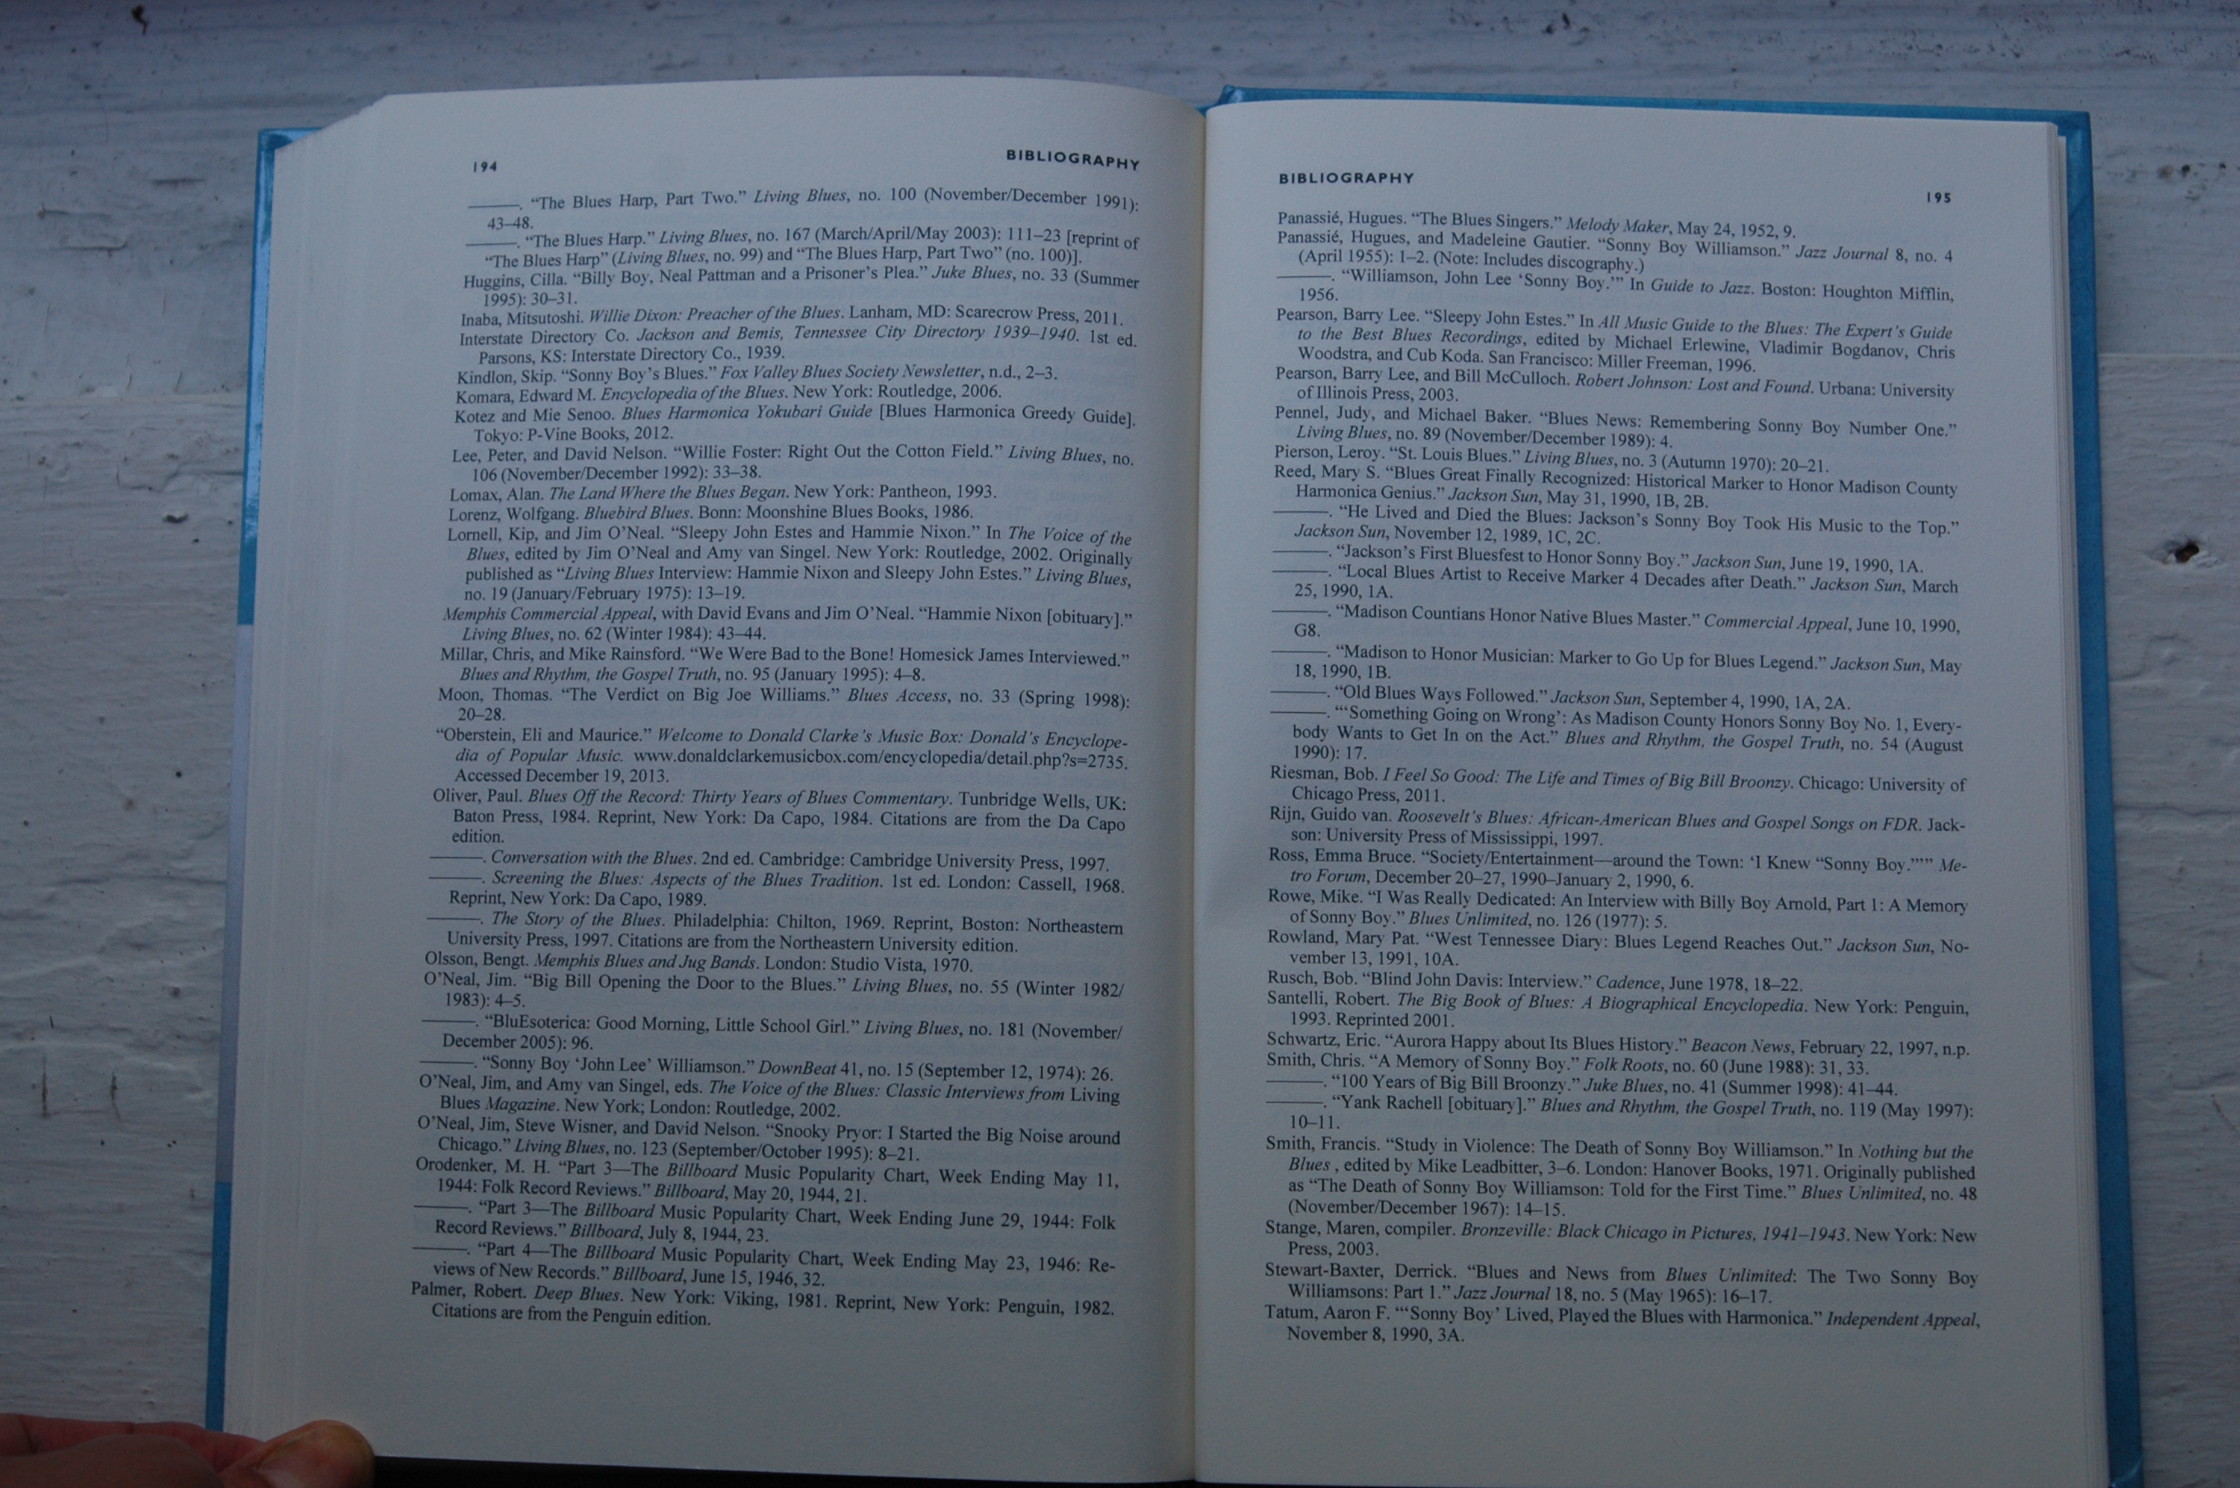 194
BIBLIOGRAPHY
———. “The Blues Harp, Part Two.” Living Blues, no. 100 (November/December 1991):
43–48.
———. “The Blues Harp.” Living Blues, no. 167 (March/April/May 2003): 111–23 [reprint of
“The Blues Harp” (Living Blues, no. 99) and “The Blues Harp, Part Two” (no. 100)].
Huggins, Cilla. “Billy Boy, Neal Pattman and a Prisoner’s Plea.” Juke Blues, no. 33 (Summer
1995): 30–31.
Inaba, Mitsutoshi. Willie Dixon: Preacher of the Blues. Lanham, MD: Scarecrow Press, 2011.
Interstate Directory Co. Jackson and Bemis, Tennessee City Directory 1939–1940. 1st ed.
Parsons, KS: Interstate Directory Co., 1939.
Kindlon, Skip. “Sonny Boy’s Blues.” Fox Valley Blues Society Newsletter, n.d., 2–3.
Komara, Edward M. Encyclopedia of the Blues. New York: Routledge, 2006.
Kotez and Mie Senoo. Blues Harmonica Yokubari Guide [Blues Harmonica Greedy Guide].
Tokyo: P-Vine Books, 2012.
Lee, Peter, and David Nelson. “Willie Foster: Right Out the Cotton Field.” Living Blues, no.
106 (November/December 1992): 33–38.
Lomax, Alan. The Land Where the Blues Began. New York: Pantheon, 1993.
Lorenz, Wolfgang. Bluebird Blues. Bonn: Moonshine Blues Books, 1986.
Lornell, Kip, and Jim O’Neal. “Sleepy John Estes and Hammie Nixon.” In The Voice of the
Blues, edited by Jim O’Neal and Amy van Singel. New York: Routledge, 2002. Originally
published as “Living Blues Interview: Hammie Nixon and Sleepy John Estes.” Living Blues,
no. 19 (January/February 1975): 13–19.
Memphis Commercial Appeal, with David Evans and Jim O’Neal. “Hammie Nixon [obituary].”
Living Blues, no. 62 (Winter 1984): 43–44.
Millar, Chris, and Mike Rainsford. “We Were Bad to the Bone! Homesick James Interviewed.”
Blues and Rhythm, the Gospel Truth, no. 95 (January 1995): 4–8.
Moon, Thomas. “The Verdict on Big Joe Williams.” Blues Access, no. 33 (Spring 1998):
20–28.
“Oberstein, Eli and Maurice.” Welcome to Donald Clarke’s Music Box: Donald’s Encyclope-
dia of Popular Music. www.donaldclarkemusicbox.com/encyclopedia/detail.php?s=2735.
Accessed December 19, 2013.
Oliver, Paul. Blues Off the Record: Thirty Years of Blues Commentary. Tunbridge Wells, UK:
Baton Press, 1984. Reprint, New York: Da Capo, 1984. Citations are from the Da Capo
edition.
———. Conversation with the Blues. 2nd ed. Cambridge: Cambridge University Press, 1997.
———. Screening the Blues: Aspects of the Blues Tradition. 1st ed. London: Cassell, 1968.
Reprint, New York: Da Capo, 1989.
———. The Story of the Blues. Philadelphia: Chilton, 1969. Reprint, Boston: Northeastern
University Press, 1997. Citations are from the Northeastern University edition.
Olsson, Bengt. Memphis Blues and Jug Bands. London: Studio Vista, 1970.
O’Neal, Jim. “Big Bill Opening the Door to the Blues.” Living Blues, no. 55 (Winter 1982/
1983): 4–5.
———. “BluEsoterica: Good Morning, Little School Girl.” Living Blues, no. 181 (November/
December 2005): 96.
———. “Sonny Boy ‘John Lee’ Williamson.” DownBeat 41, no. 15 (September 12, 1974): 26.
O’Neal, Jim, and Amy van Singel, eds. The Voice of the Blues: Classic Interviews from Living
Blues Magazine. New York; London: Routledge, 2002.
O’Neal, Jim, Steve Wisner, and David Nelson. “Snooky Pryor: I Started the Big Noise around
Chicago.” Living Blues, no. 123 (September/October 1995): 8–21.
Orodenker, M. H. “Part 3—The Billboard Music Popularity Chart, Week Ending May 11,
1944: Folk Record Reviews.” Billboard, May 20, 1944, 21.
———. “Part 3—The Billboard Music Popularity Chart, Week Ending June 29, 1944: Folk
Record Reviews.” Billboard, July 8, 1944, 23.
———. “Part 4—The Billboard Music Popularity Chart, Week Ending May 23, 1946: Re-
views of New Records.” Billboard, June 15, 1946, 32.
Palmer, Robert. Deep Blues. New York: Viking, 1981. Reprint, New York: Penguin, 1982.
Citations are from the Penguin edition.
BIBLIOGRAPHY
195
Panassié, Hugues. “The Blues Singers.” Melody Maker, May 24, 1952, 9.
Panassié, Hugues, and Madeleine Gautier. “Sonny Boy Williamson.” Jazz Journal 8, no. 4
(April 1955): 1–2. (Note: Includes discography.)
———. “Williamson, John Lee ‘Sonny Boy.’” In Guide to Jazz. Boston: Houghton Mifflin,
1956.
Pearson, Barry Lee. “Sleepy John Estes.” In All Music Guide to the Blues: The Expert’s Guide
to the Best Blues Recordings, edited by Michael Erlewine, Vladimir Bogdanov, Chris
Woodstra, and Cub Koda. San Francisco: Miller Freeman, 1996.
Pearson, Barry Lee, and Bill McCulloch. Robert Johnson: Lost and Found. Urbana: University
of Illinois Press, 2003.
Pennel, Judy, and Michael Baker. “Blues News: Remembering Sonny Boy Number One.”
Living Blues, no. 89 (November/December 1989): 4.
Pierson, Leroy. “St. Louis Blues.” Living Blues, no. 3 (Autumn 1970): 20–21.
Reed, Mary S. “Blues Great Finally Recognized: Historical Marker to Honor Madison County
Harmonica Genius.” Jackson Sun, May 31, 1990, 1B, 2B.
———. “He Lived and Died the Blues: Jackson’s Sonny Boy Took His Music to the Top.”
Jackson Sun, November 12, 1989, 1C, 2C.
———. “Jackson’s First Bluesfest to Honor Sonny Boy.” Jackson Sun, June 19, 1990, 1A.
———. “Local Blues Artist to Receive Marker 4 Decades after Death.” Jackson Sun, March
25, 1990, 1A.
———. “Madison Countians Honor Native Blues Master.” Commercial Appeal, June 10, 1990,
G8.
———. “Madison to Honor Musician: Marker to Go Up for Blues Legend.” Jackson Sun, May
18, 1990, 1B.
———. “Old Blues Ways Followed.” Jackson Sun, September 4, 1990, 1A, 2A.
———. “‘Something Going on Wrong’: As Madison County Honors Sonny Boy No. 1, Every-
body Wants to Get In on the Act.” Blues and Rhythm, the Gospel Truth, no. 54 (August
1990): 17.
Riesman, Bob. I Feel So Good: The Life and Times of Big Bill Broonzy. Chicago: University of
Chicago Press, 2011.
Rijn, Guido van. Roosevelt’s Blues: African-American Blues and Gospel Songs on FDR. Jack-
son: University Press of Mississippi, 1997.
Ross, Emma Bruce. “Society/Entertainment—around the Town: ‘I Knew “Sonny Boy.”’” Me-
tro Forum, December 20–27, 1990–January 2, 1990, 6.
Rowe, Mike. “I Was Really Dedicated: An Interview with Billy Boy Arnold, Part 1: A Memory
of Sonny Boy.” Blues Unlimited, no. 126 (1977): 5.
Rowland, Mary Pat. “West Tennessee Diary: Blues Legend Reaches Out.” Jackson Sun, No-
vember 13, 1991, 10A.
Rusch, Bob. “Blind John Davis: Interview.” Cadence, June 1978, 18–22.
Santelli, Robert. The Big Book of Blues: A Biographical Encyclopedia. New York: Penguin,
1993. Reprinted 2001.
Schwartz, Eric. “Aurora Happy about Its Blues History.” Beacon News, February 22, 1997, n.p.
Smith, Chris. “A Memory of Sonny Boy.” Folk Roots, no. 60 (June 1988): 31, 33.
———. “100 Years of Big Bill Broonzy.” Juke Blues, no. 41 (Summer 1998): 41–44.
———. “Yank Rachell [obituary].” Blues and Rhythm, the Gospel Truth, no. 119 (May 1997):
10–11.
Smith, Francis. “Study in Violence: The Death of Sonny Boy Williamson.” In Nothing but the
Blues , edited by Mike Leadbitter, 3–6. London: Hanover Books, 1971. Originally published
as “The Death of Sonny Boy Williamson: Told for the First Time.” Blues Unlimited, no. 48
(November/December 1967): 14–15.
Stange, Maren, compiler. Bronzeville: Black Chicago in Pictures, 1941–1943. New York: New
Press, 2003.
Stewart-Baxter, Derrick. “Blues and News from Blues Unlimited: The Two Sonny Boy
Williamsons: Part 1.” Jazz Journal 18, no. 5 (May 1965): 16–17.
Tatum, Aaron F. “‘Sonny Boy’ Lived, Played the Blues with Harmonica.” Independent Appeal,
November 8, 1990, 3A.